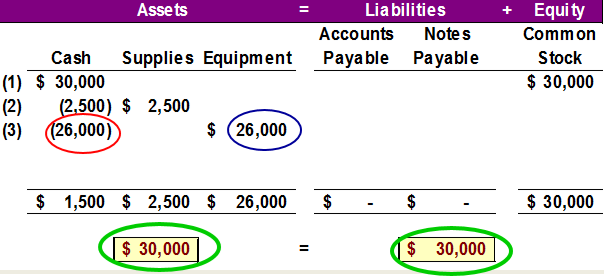 Assets = Liabilities + Equity
Accounts Notes Common
Cash Supplies Equipment Payable Payable Stock
(1) $ 30,000 $ 30,000
(2) (2,500) $ 2,500
(3) (26,000) $ 26,000
$ 1,500 $ 2,500 $ 26,000 $ - $ - $ 30,000
$ 30,000 = $ 30,000